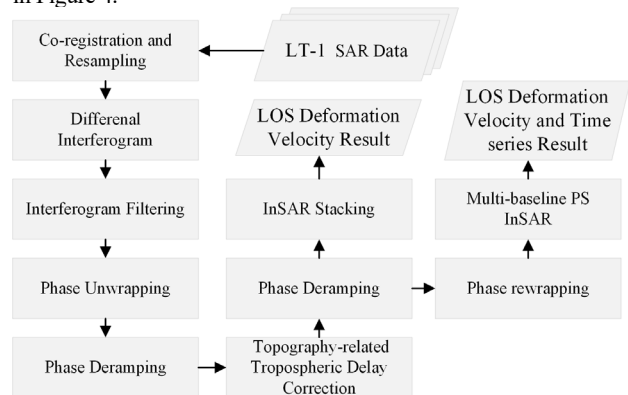 in Figure 4.
Co-registration and
Resampling
LT-1 SAR Data
Differenal
Interferogram
LOS Deformation
Velocity Result
LOS Deformation
Velocity and Time
series Result
Interferogram Filtering
InSAR Stacking
Multi-baseline PS
InSAR
Phase Unwrapping
Phase Deramping
Phase rewrapping
Phase Deramping
Topography-related
Tropospheric Delay
Correction